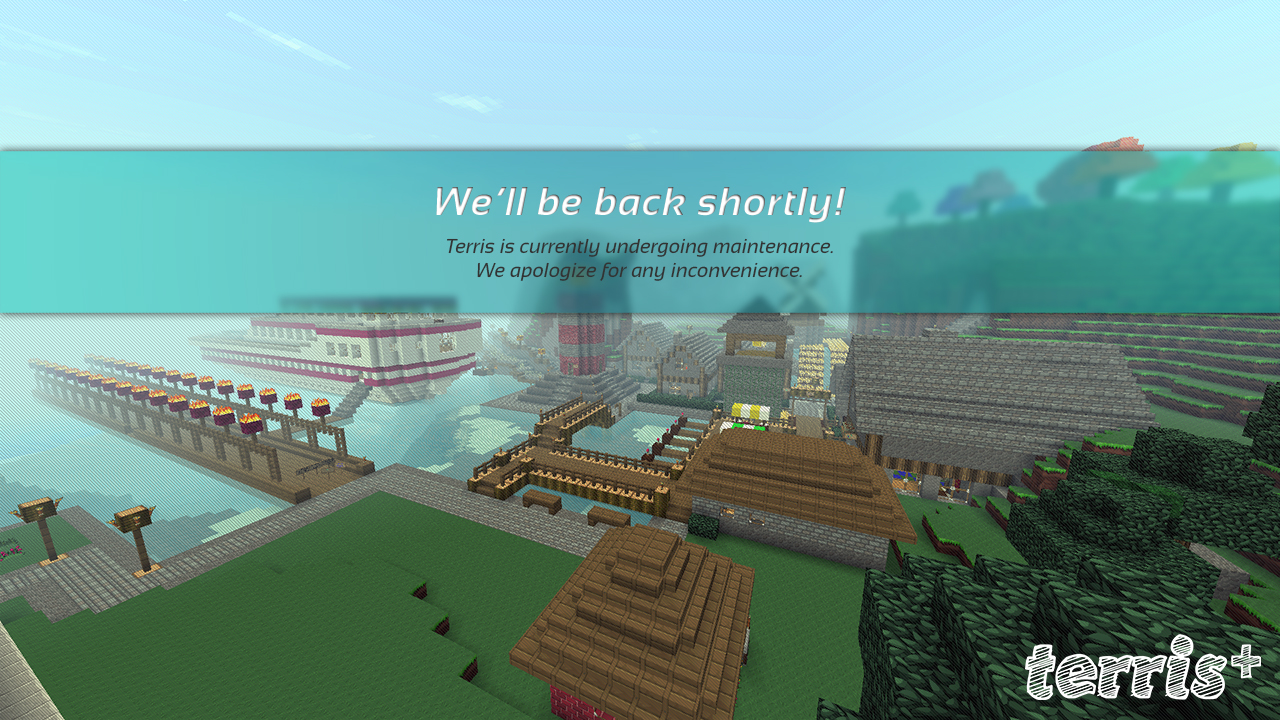 We'll be back shortly!
Terris is currently undergoing maintenance.
We apologize for any inconvenience.
terris+